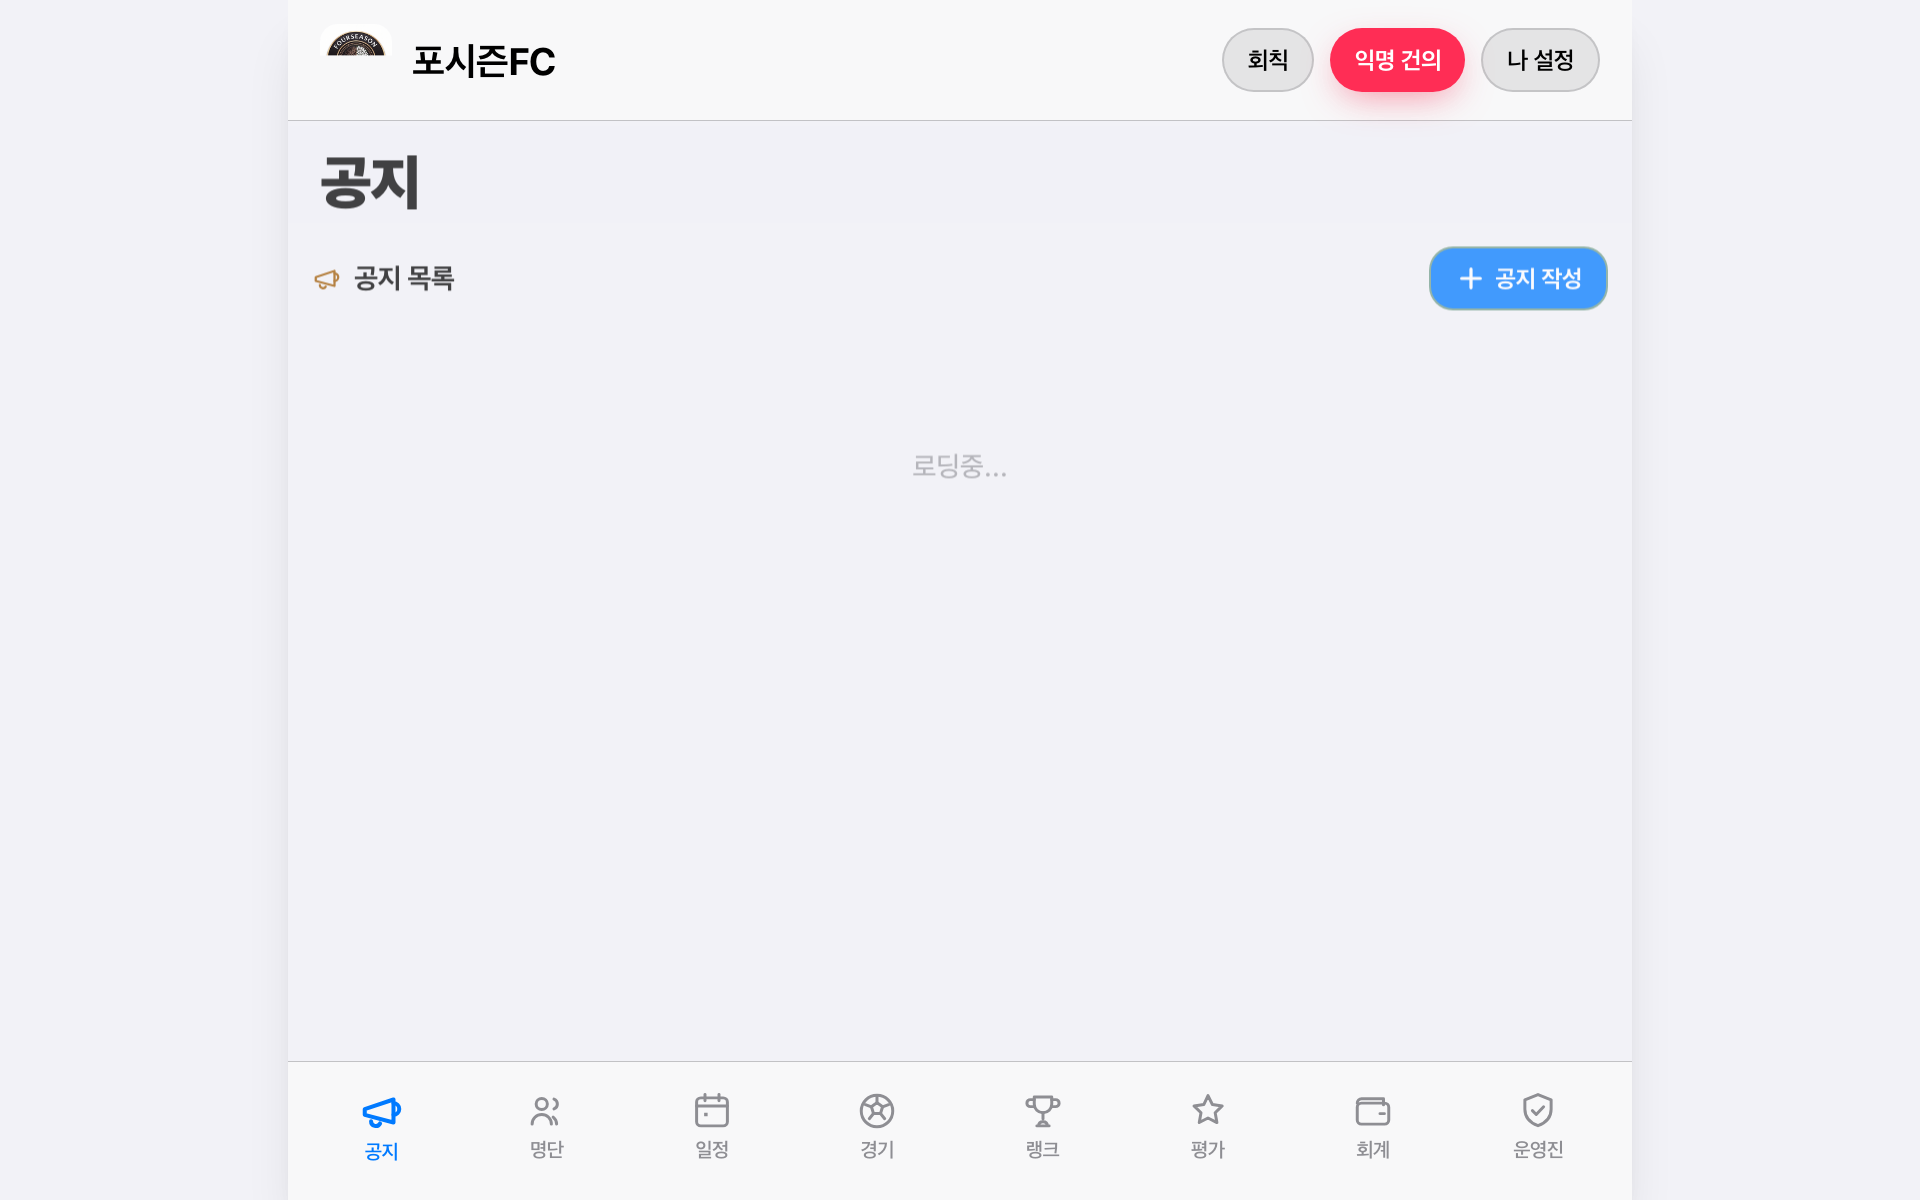 FOURSEASON
포시즌FC
회칙
익명 건의
나 설정
공지
공지 목록
공지 작성
로딩중...
공지
명단
일정
경기
랭크
평가
회계
운영진